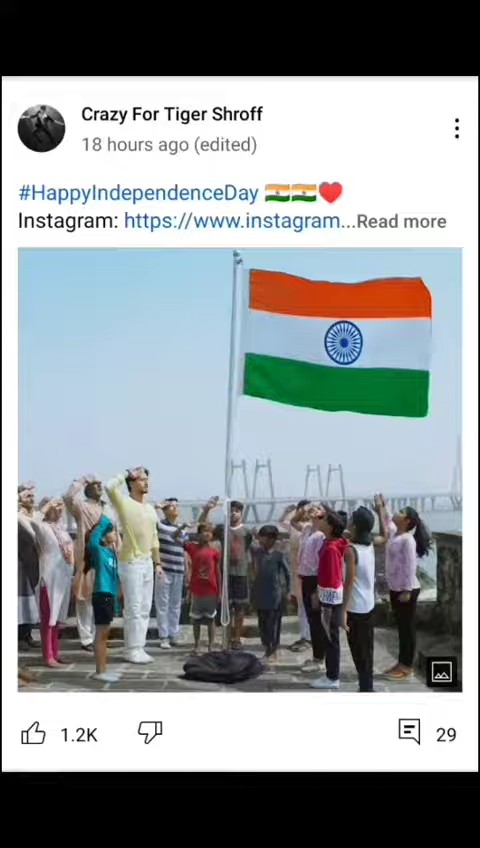 Crazy For Tiger Shroff
18 hours ago (edited)
#HappyIndependenceDay 🇮🇳🇮🇳❤️
Instagram: https://www.instagram...Read more
1.2K
29